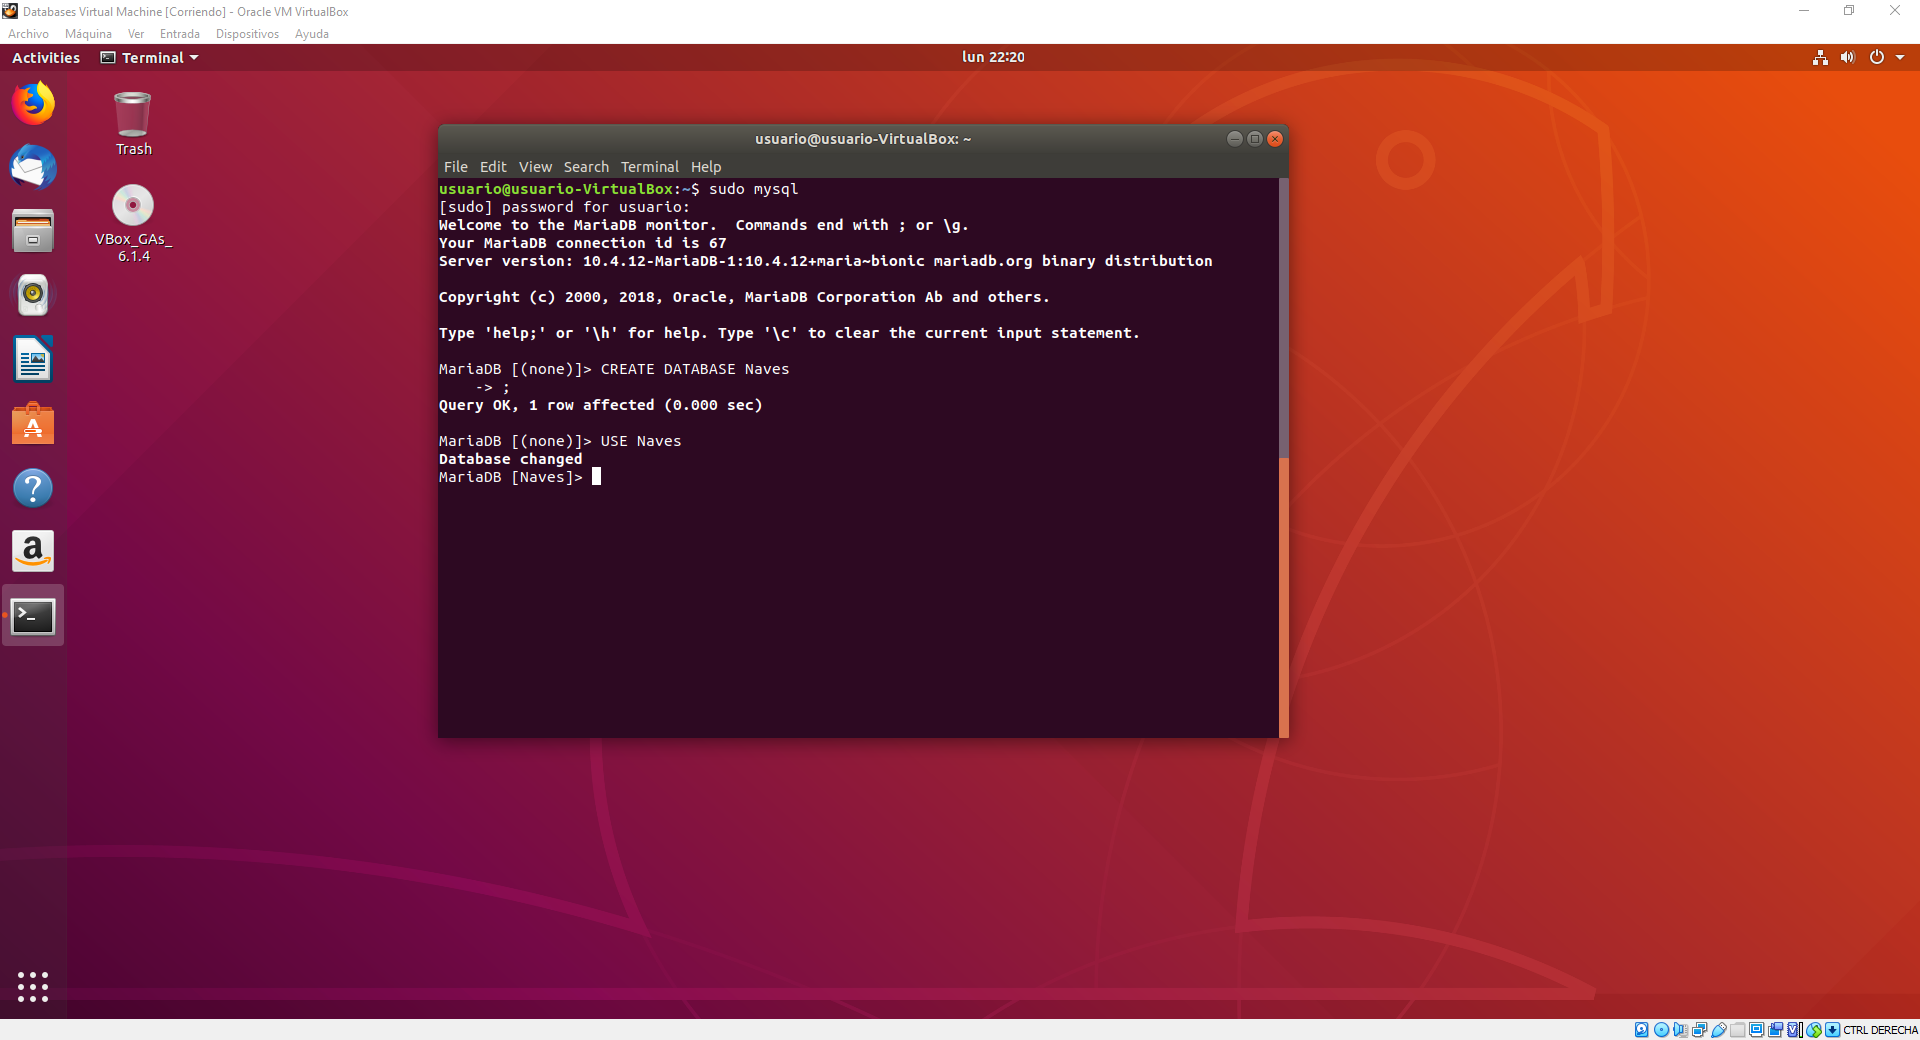 Databases Virtual Machine [Corriendo] - Oracle VM VirtualBox
Archivo Máquina Ver Entrada Dispositivos Ayuda
Activities Terminal lun 22:20
Trash
VBox_GAs_
6.1.4
usuario@usuario-VirtualBox: ~
File Edit View Search Terminal Help
usuario@usuario-VirtualBox:~$ sudo mysql
[sudo] password for usuario:
Welcome to the MariaDB monitor.  Commands end with ; or \g.
Your MariaDB connection id is 67
Server version: 10.4.12-MariaDB-1:10.4.12+maria~bionic mariadb.org binary distribution
Copyright (c) 2000, 2018, Oracle, MariaDB Corporation Ab and others.
Type 'help;' or '\h' for help. Type '\c' to clear the current input statement.
MariaDB [(none)]> CREATE DATABASE Naves
    -> ;
Query OK, 1 row affected (0.000 sec)
MariaDB [(none)]> USE Naves
Database changed
MariaDB [Naves]>
CTRL DERECHA